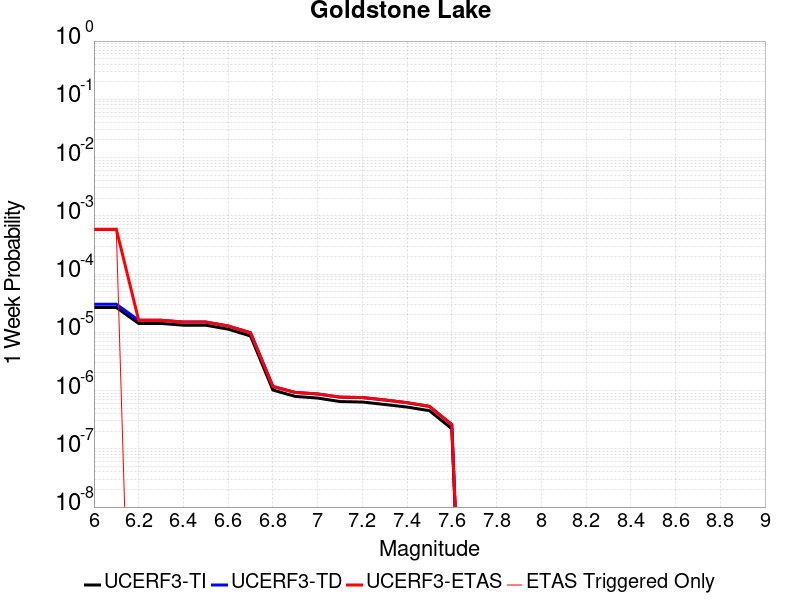 Goldstone Lake
10^0
10^-1
10^-2
10^-3
10^-4
10^-5
10^-6
10^-7
10^-8
1 Week Probability
6 6.2 6.4 6.6 6.8 7 7.2 7.4 7.6 7.8 8 8.2 8.4 8.6 8.8 9
Magnitude
UCERF3-TI UCERF3-TD UCERF3-ETAS ETAS Triggered Only